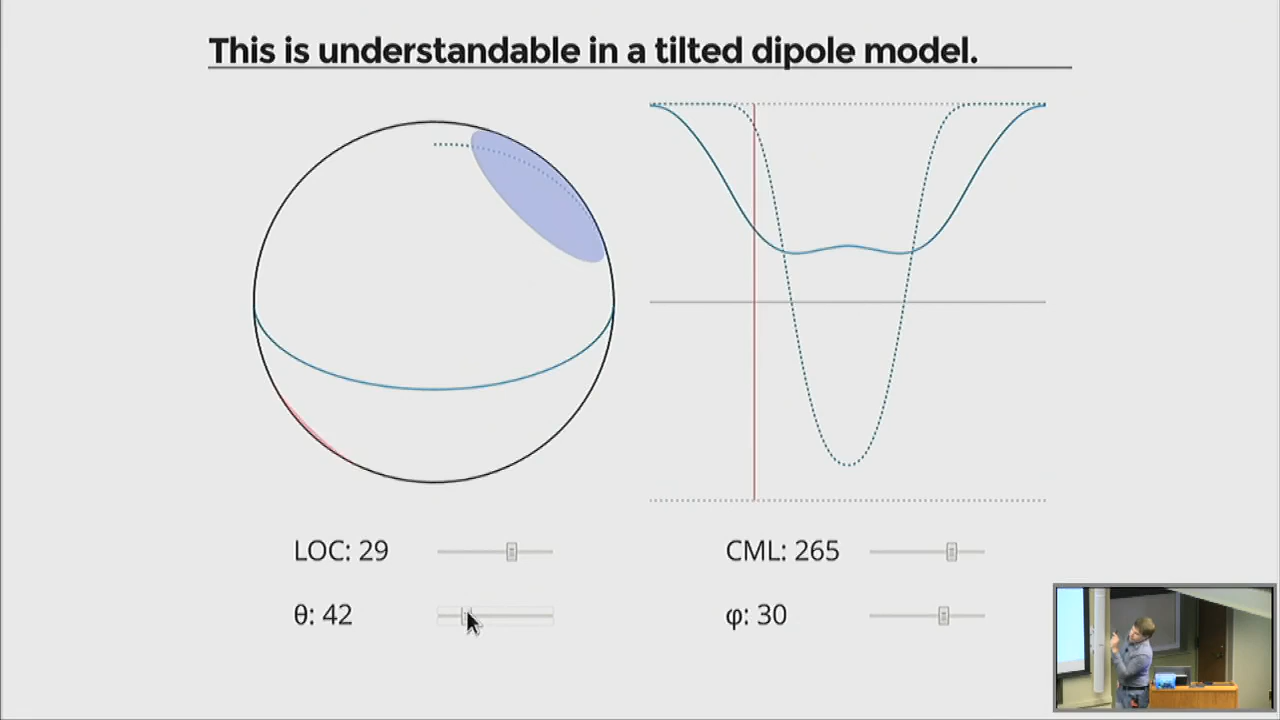 This is understandable in a tilted dipole model.
LOC: 29
CML: 265
θ: 42
φ: 30